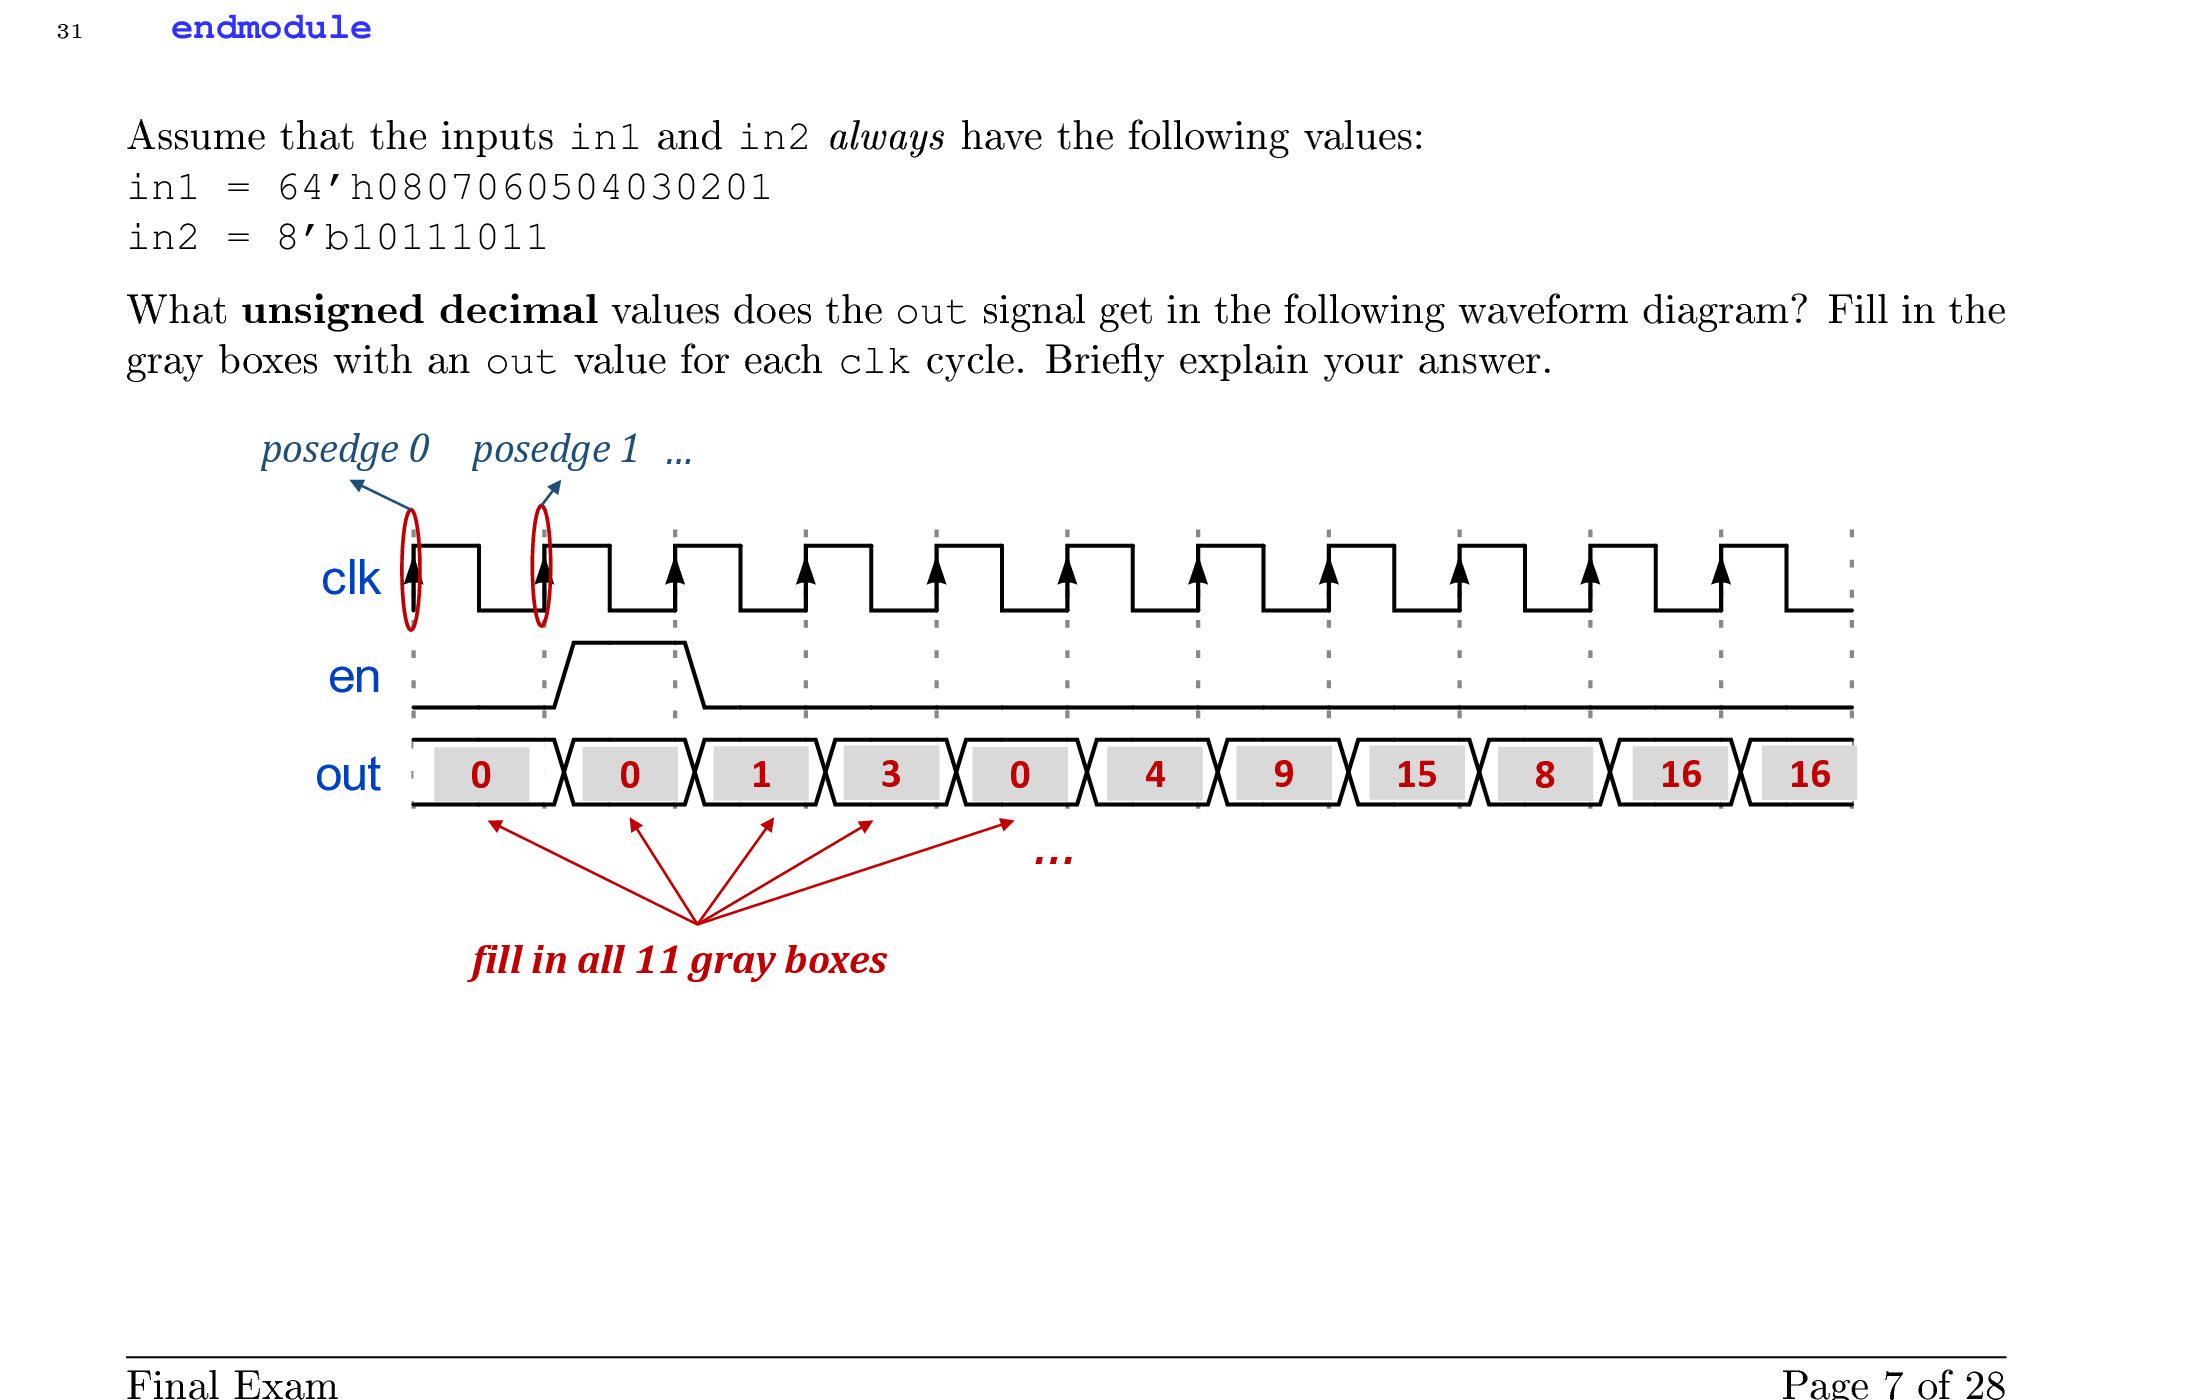 31 endmodule
Assume that the inputs in1 and in2 always have the following values:
in1 = 64’h0807060504030201
in2 = 8’b10111011
What unsigned decimal values does the out signal get in the following waveform diagram? Fill in the
gray boxes with an out value for each clk cycle. Briefly explain your answer.
posedge 0 posedge 1 ...
clk
en
out 0 0 1 3 0 4 9 15 8 16 16
...
fill in all 11 gray boxes
Final Exam Page 7 of 28